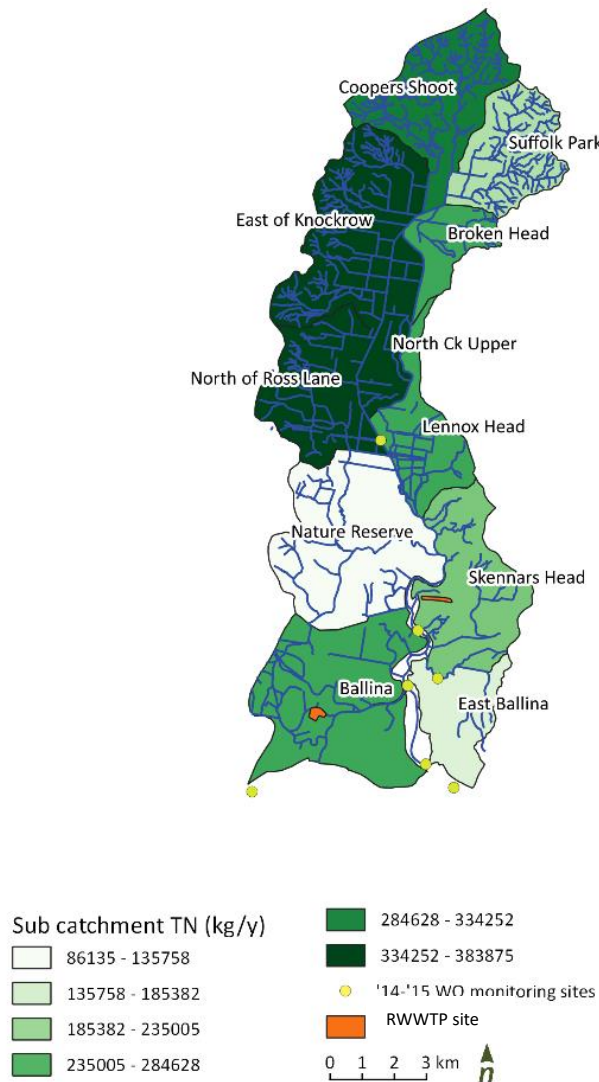 Coopers Shoot
Suffolk Park
East of Knockrow
Broken Head
North Ck Upper
North of Ross Lane
Lennox Head
Nature Reserve
Skennars Head
Ballina
East Ballina
Sub catchment TN (kg/y)
86135 - 135758
135758 - 185382
185382 - 235005
235005 - 284628
284628 - 334252
334252 - 383875
'14-'15 WQ monitoring sites
RWWTP site
0 1 2 3 km
n